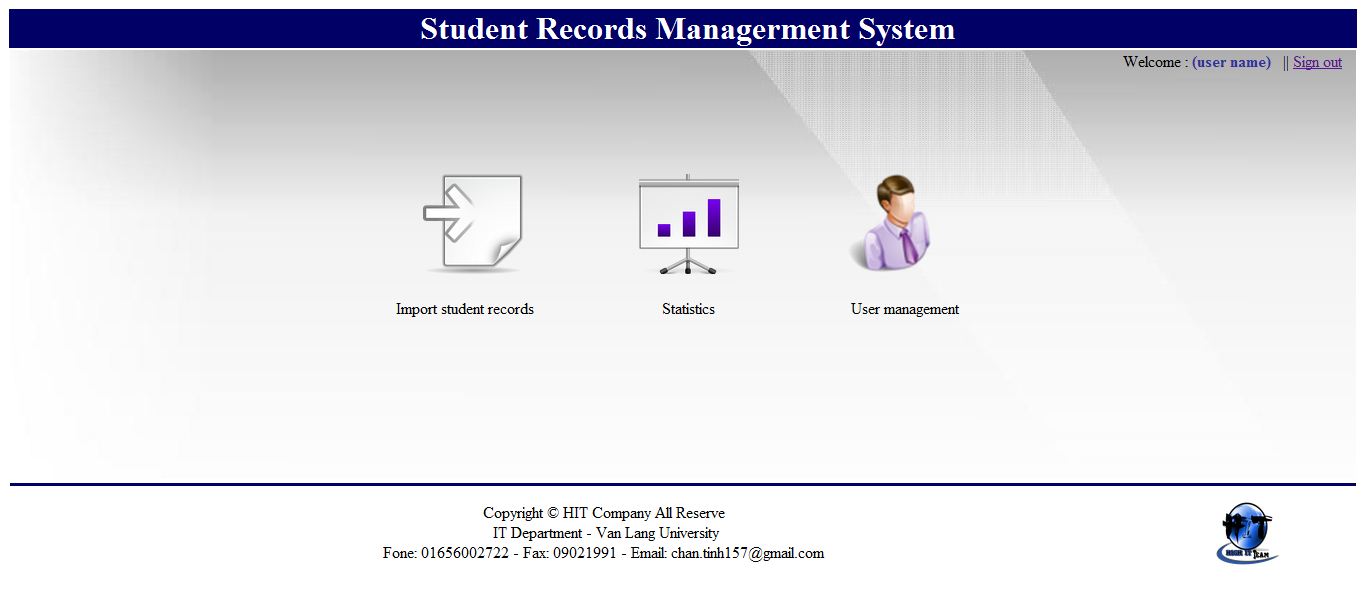 Student Records Managerment System
Welcome : (user name) || Sign out
Import student records
Statistics
User management
Copyright © HIT Company All Reserve
IT Department - Van Lang University
Fone: 01656002722 - Fax: 09021991 - Email: chan.tinh157@gmail.com
HIT
HIGH IT TEAM